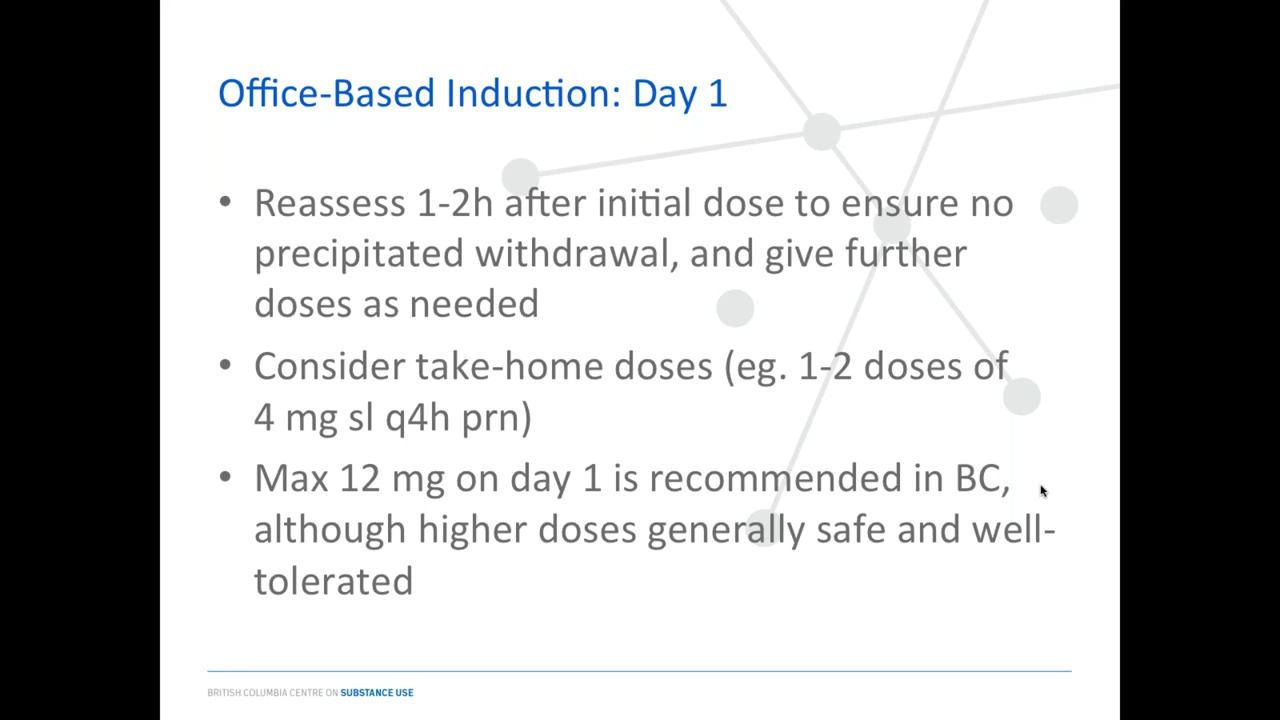 Office-Based Induction: Day 1
• Reassess 1-2h after initial dose to ensure no
precipitated withdrawal, and give further
doses as needed
• Consider take-home doses (eg. 1-2 doses of
4 mg sl q4h prn)
• Max 12 mg on day 1 is recommended in BC,
although higher doses generally safe and well-
tolerated
BRITISH COLUMBIA CENTRE ON SUBSTANCE USE